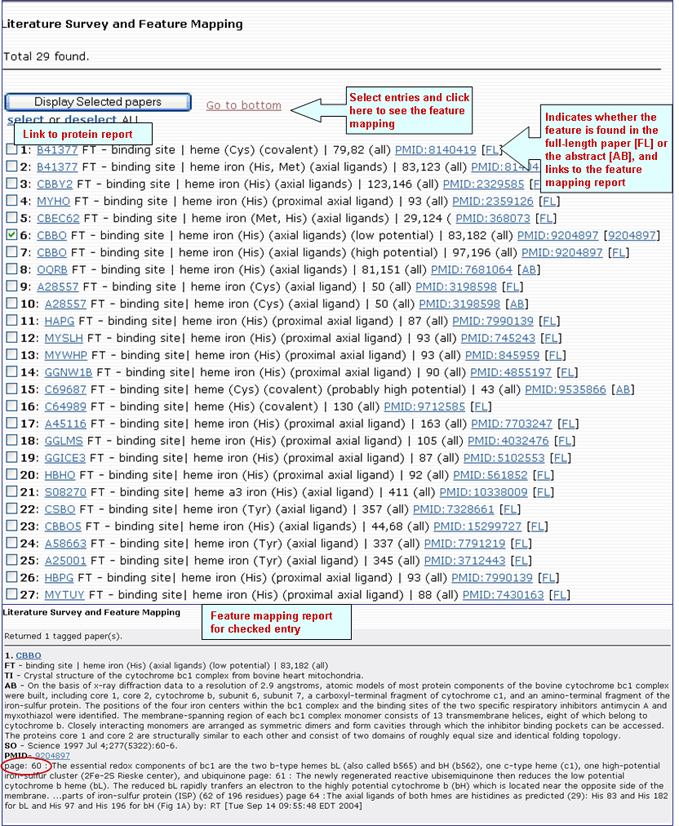 Literature Survey and Feature Mapping
Total 29 found.
Display Selected papers
Go to bottom
Select entries and click
here to see the feature
mapping
select or deselect ALL
Link to protein report
Indicates whether the
feature is found in the
full-length paper [FL] or
the abstract [AB], and
links to the feature
mapping report
1: B41377 FT - binding site | heme (Cys) (covalent) | 79,82 (all) PMID:8140419 [FL]
2: B41377 FT - binding site | heme iron (His, Met) (axial ligands) | 83,123 (all)
3: CBBY2 FT - binding site | heme iron (His) (axial ligands) | 123,146 (all) PMID:2329585
4: MYHO FT - binding site | heme iron (His) (proximal axial ligand) | 93 (all) PMID:2359126 [FL]
5: CBEC62 FT - binding site | heme iron (Met, His) (axial ligands) | 29,124 ( PMID:368073 [FL]
6: CBBO FT - binding site | heme iron (His) (axial ligands) (low potential) | 83,182 (all) PMID:9204897 [9204897]
7: CBBO FT - binding site | heme iron (His) (axial ligands) (high potential) | 97,196 (all) PMID:9204897 [FL]
8: OQRB FT - binding site | heme iron (His) (axial ligands) | 81,151 (all) PMID:7681064 [AB]
9: A28557 FT - binding site| heme iron (Cys) (axial ligand) | 50 (all) PMID:3198598 [FL]
10: A28557 FT - binding site| heme iron (Cys) (axial ligand) | 50 (all) PMID:3198598 [AB]
11: HAPG FT - binding site| heme iron (His) (proximal axial ligand) | 87 (all) PMID:7990139 [FL]
12: MYSLH FT - binding site| heme iron (His) (proximal axial ligand) | 93 (all) PMID:745243 [FL]
13: MYWHP FT - binding site| heme iron (His) (proximal axial ligand) | 93 (all) PMID:845959 [FL]
14: GGNW1B FT - binding site| heme iron (His) (proximal axial ligand) | 90 (all) PMID:4855197 [FL]
15: C69687 FT - binding site| heme (Cys) (covalent) (probably high potential) | 43 (all) PMID:9535866 [AB]
16: C64989 FT - binding site| heme (His) (covalent) | 130 (all) PMID:9712585 [FL]
17: A45116 FT - binding site| heme iron (His) (proximal axial ligand) | 163 (all) PMID:7703247 [FL]
18: GGLMS FT - binding site| heme iron (His) (proximal axial ligand) | 105 (all) PMID:4032476 [FL]
19: GGICE3 FT - binding site| heme iron (His) (proximal axial ligand) | 87 (all) PMID:5102553 [FL]
20: HBHO FT - binding site| heme iron (His) (proximal axial ligand) | 92 (all) PMID:561852 [FL]
21: S08270 FT - binding site| heme a3 iron (His) (axial ligand) | 411 (all) PMID:10338009 [FL]
22: CSBO FT - binding site| heme iron (Tyr) (axial ligand) | 357 (all) PMID:7328661 [FL]
23: CBBO5 FT - binding site| heme iron (His) (axial ligands) | 44,68 (all) PMID:15299727 [FL]
24: A58663 FT - binding site| heme iron (Tyr) (axial ligand) | 337 (all) PMID:7791219 [FL]
25: A25001 FT - binding site| heme iron (Tyr) (axial ligand) | 345 (all) PMID:3712443 [FL]
26: HBPG FT - binding site| heme iron (His) (proximal axial ligand) | 93 (all) PMID:7990139 [FL]
27: MYTUY FT - binding site| heme iron (His) (proximal axial ligand) | 88 (all) PMID:7430163 [FL]
Literature Survey and Feature Mapping
Feature mapping report
for checked entry
Returned 1 tagged paper(s).
1. CBBO
FT - binding site | heme iron (His) (axial ligands) (low potential) | 83,182 (all)
TI - Crystal structure of the cytochrome bc1 complex from bovine heart mitochondria.
AB - On the basis of x-ray diffraction data to a resolution of 2.9 angstroms, atomic models of most protein components of the bovine cytochrome bc1 complex
were built, including core 1, core 2, cytochrome b, subunit 6, subunit 7, a carboxyl-terminal fragment of cytochrome c1, and an amino-terminal fragment of the
iron-sulfur protein. The positions of the four iron centers within the bc1 complex and the binding sites of the two specific respiratory inhibitors antimycin A and
myxothiazol were identified. The membrane-spanning region of each bc1 complex monomer consists of 13 transmembrane helices, eight of which belong to
cytochrome b. Closely interacting monomers are arranged as symmetric dimers and form cavities through which the inhibitor binding pockets can be accessed.
The proteins core 1 and core 2 are structurally similar to each other and consist of two domains of roughly equal size and identical folding topology.
SO - Science 1997 Jul 4;277(5322):60-6.
PMID- 9204897
page: 60 : The essential redox components of bc1 are the two b-type hemes bL (also called b565) and bH (b562), one c-type heme (c1), one high-potential
iron-sulfur cluster (2Fe-2S Rieske center), and ubiquinone page: 61 : The newly regenerated reactive ubisemiquinone then reduces the low potential
cytochrome b heme (bL). The reduced bL rapidly tranfers an electron to the highly potential cytochrome b (bH) which is located near the opposite side of the
membrane. ...parts of iron-sulfur protein (ISP) (62 of 196 residues) page 64 :The axial ligands of both hmes are histidines as predicted (29): His 83 and His 182
for bL and His 97 and His 196 for bH (Fig 1A) by: RT [Tue Sep 14 09:55:48 EDT 2004]